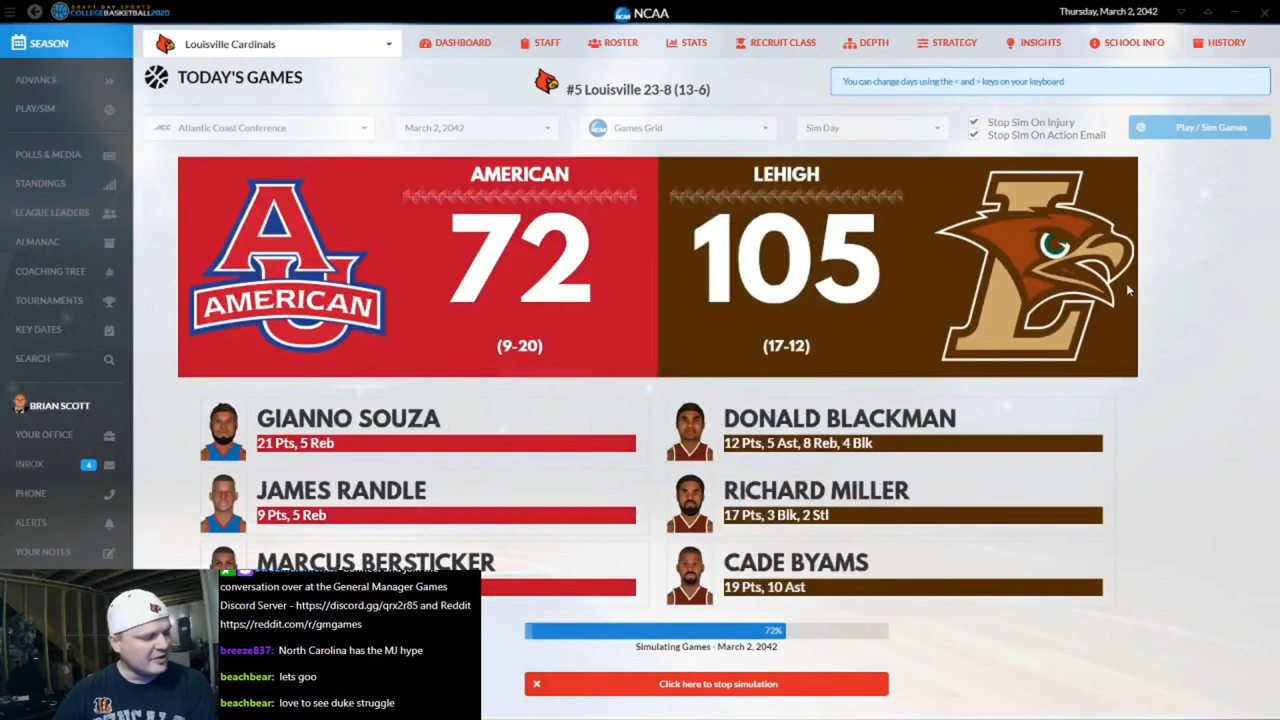 DRAFT DAY SPORTS
COLLEGE BASKETBALL 2020
NCAA
Thursday, March 2, 2042
SEASON
Louisville Cardinals
DASHBOARD
STAFF
ROSTER
STATS
RECRUIT CLASS
DEPTH
STRATEGY
INSIGHTS
SCHOOL INFO
HISTORY
TODAY'S GAMES
#5 Louisville 23-8 (13-6)
You can change days using the < and > keys on your keyboard
ADVANCE
PLAY/SIM
POLLS & MEDIA
STANDINGS
LEAGUE LEADERS
ALMANAC
COACHING TREE
TOURNAMENTS
KEY DATES
SEARCH
BRIAN SCOTT
YOUR OFFICE
INBOX 4
PHONE
ALERTS
YOUR NOTES
ACC Atlantic Coast Conference
March 2, 2042
Games Grid
Sim Day
Stop Sim On Injury
Stop Sim On Action Email
Play / Sim Games
A
U
AMERICAN
AMERICAN
72
(9-20)
LEHIGH
105
(17-12)
L
GIANNO SOUZA
21 Pts, 5 Reb
DONALD BLACKMAN
12 Pts, 5 Ast, 8 Reb, 4 Blk
JAMES RANDLE
9 Pts, 5 Reb
RICHARD MILLER
17 Pts, 3 Blk, 2 Stl
MARCUS BERSTICKER
CADE BYAMS
19 Pts, 10 Ast
conversation over at the General Manager Games
Discord Server - https://discord.gg/qrx2r85 and Reddit
https://reddit.com/r/gmgames
breeze837: North Carolina has the MJ hype
beachbear: lets goo
beachbear: love to see duke struggle
72%
Simulating Games - March 2, 2042
Click here to stop simulation